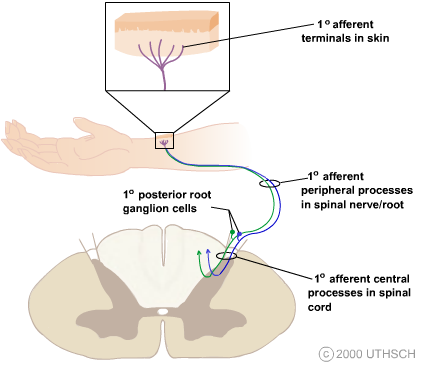 1° afferent
terminals in skin
1° afferent
peripheral processes
in spinal nerve/root
1° posterior root
ganglion cells
1° afferent central
processes in spinal
cord
© 2000 UTHSCH